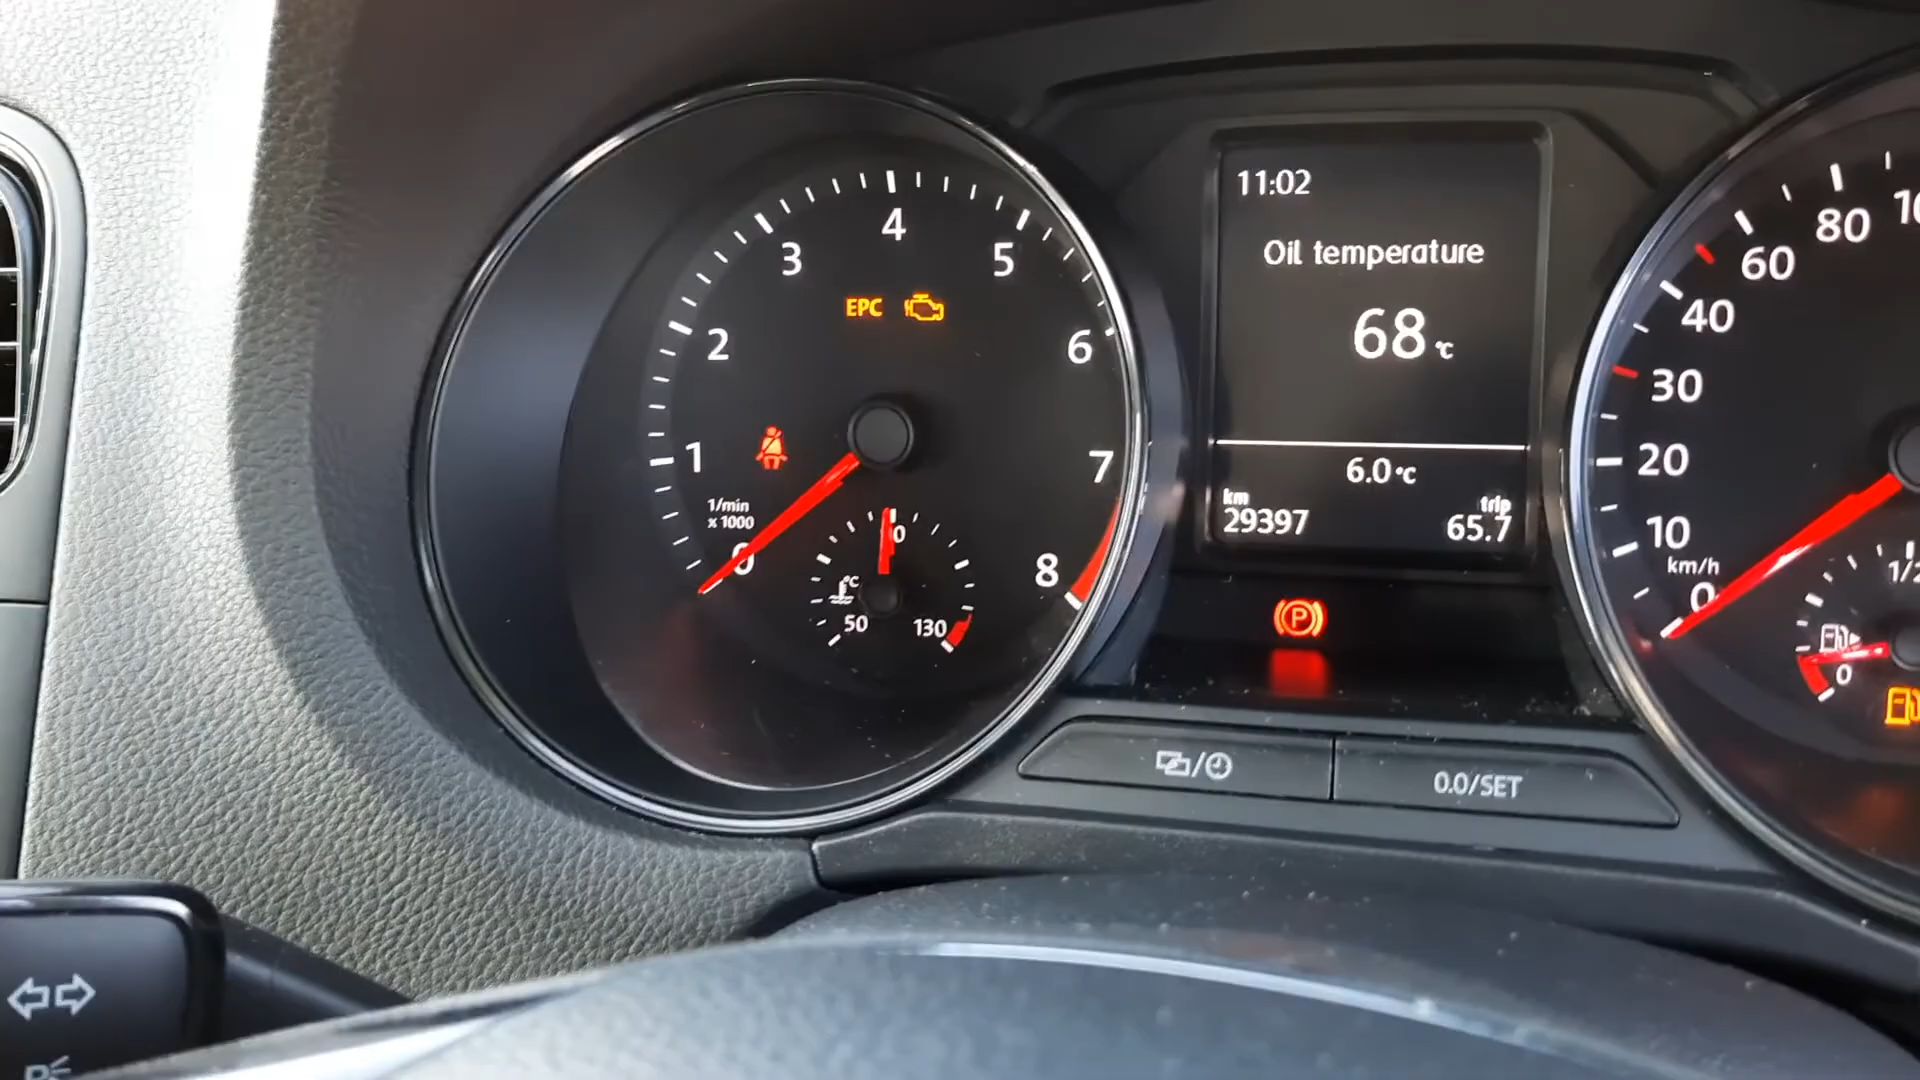 4
3
5
EPC
2
6
1
7
1/min
x 1000
0
0
°C
50
130
8
11:02
Oil temperature
68 °C
6.0°C
km
trip
29397
65.7
P
0.0/SET
80
60
40
30
20
10
km/h
0
1/2
0